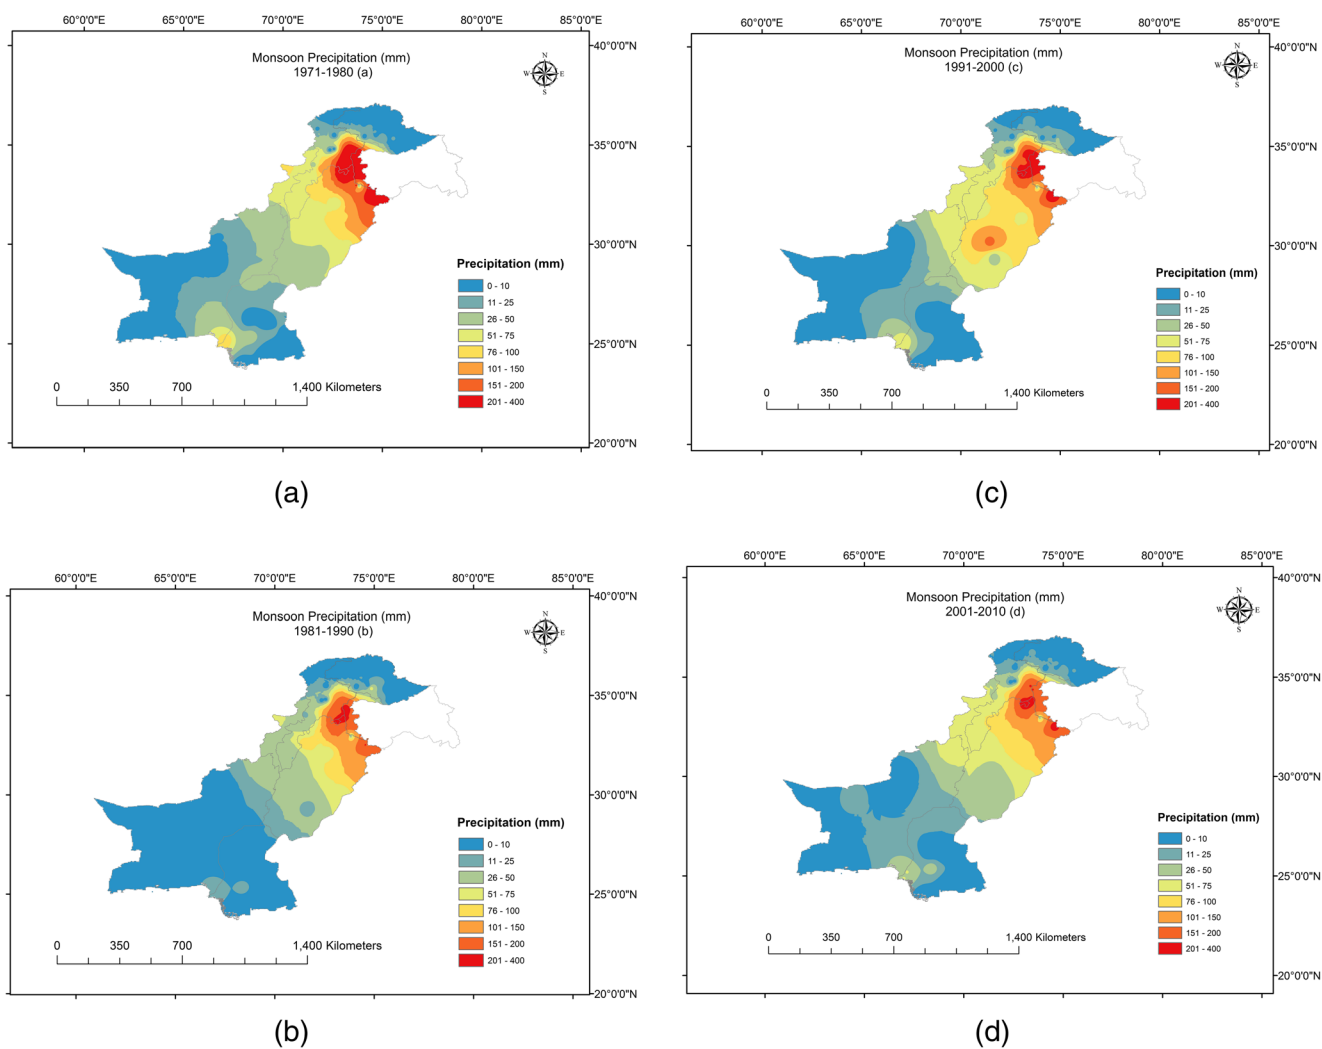 60°0'0"E 65°0'0"E 70°0'0"E 75°0'0"E 80°0'0"E 85°0'0"E
Monsoon Precipitation (mm)
1971-1980 (a)
N
W E
S
40°0'0"N
35°0'0"N
30°0'0"N
25°0'0"N
20°0'0"N
Precipitation (mm)
0 - 10
11 - 25
26 - 50
51 - 75
76 - 100
101 - 150
151 - 200
201 - 400
0 350 700 1,400 Kilometers
(a)
60°0'0"E 65°0'0"E 70°0'0"E 75°0'0"E 80°0'0"E 85°0'0"E
Monsoon Precipitation (mm)
1991-2000 (c)
N
W E
S
40°0'0"N
35°0'0"N
30°0'0"N
25°0'0"N
20°0'0"N
Precipitation (mm)
0 - 10
11 - 25
26 - 50
51 - 75
76 - 100
101 - 150
151 - 200
201 - 400
0 350 700 1,400 Kilometers
(c)
60°0'0"E 65°0'0"E 70°0'0"E 75°0'0"E 80°0'0"E 85°0'0"E
Monsoon Precipitation (mm)
1981-1990 (b)
N
W E
S
40°0'0"N
35°0'0"N
30°0'0"N
25°0'0"N
20°0'0"N
Precipitation (mm)
0 - 10
11 - 25
26 - 50
51 - 75
76 - 100
101 - 150
151 - 200
201 - 400
0 350 700 1,400 Kilometers
(b)
60°0'0"E 65°0'0"E 70°0'0"E 75°0'0"E 80°0'0"E 85°0'0"E
Monsoon Precipitation (mm)
2001-2010 (d)
N
W E
S
40°0'0"N
35°0'0"N
30°0'0"N
25°0'0"N
20°0'0"N
Precipitation (mm)
0 - 10
11 - 25
26 - 50
51 - 75
76 - 100
101 - 150
151 - 200
201 - 400
0 350 700 1,400 Kilometers
(d)